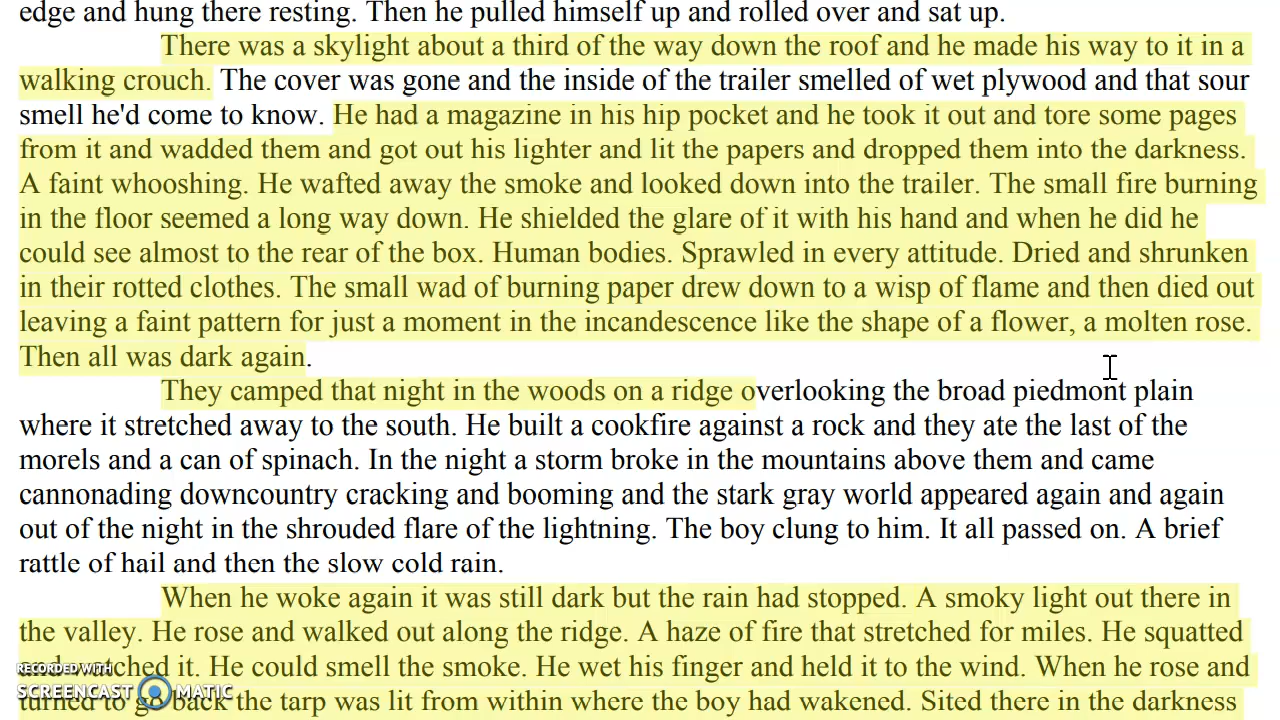 edge and hung there resting. Then he pulled himself up and rolled over and sat up.
There was a skylight about a third of the way down the roof and he made his way to it in a
walking crouch. The cover was gone and the inside of the trailer smelled of wet plywood and that sour
smell he'd come to know. He had a magazine in his hip pocket and he took it out and tore some pages
from it and wadded them and got out his lighter and lit the papers and dropped them into the darkness.
A faint whooshing. He wafted away the smoke and looked down into the trailer. The small fire burning
in the floor seemed a long way down. He shielded the glare of it with his hand and when he did he
could see almost to the rear of the box. Human bodies. Sprawled in every attitude. Dried and shrunken
in their rotted clothes. The small wad of burning paper drew down to a wisp of flame and then died out
leaving a faint pattern for just a moment in the incandescence like the shape of a flower, a molten rose.
Then all was dark again.
They camped that night in the woods on a ridge overlooking the broad piedmont plain
where it stretched away to the south. He built a cookfire against a rock and they ate the last of the
morels and a can of spinach. In the night a storm broke in the mountains above them and came
cannonading downcountry cracking and booming and the stark gray world appeared again and again
out of the night in the shrouded flare of the lightning. The boy clung to him. It all passed on. A brief
rattle of hail and then the slow cold rain.
When he woke again it was still dark but the rain had stopped. A smoky light out there in
the valley. He rose and walked out along the ridge. A haze of fire that stretched for miles. He squatted
and watched it. He could smell the smoke. He wet his finger and held it to the wind. When he rose and
turned to go back the tarp was lit from within where the boy had wakened. Sited there in the darkness
RECORDED WITH
SCREENCAST MATIC